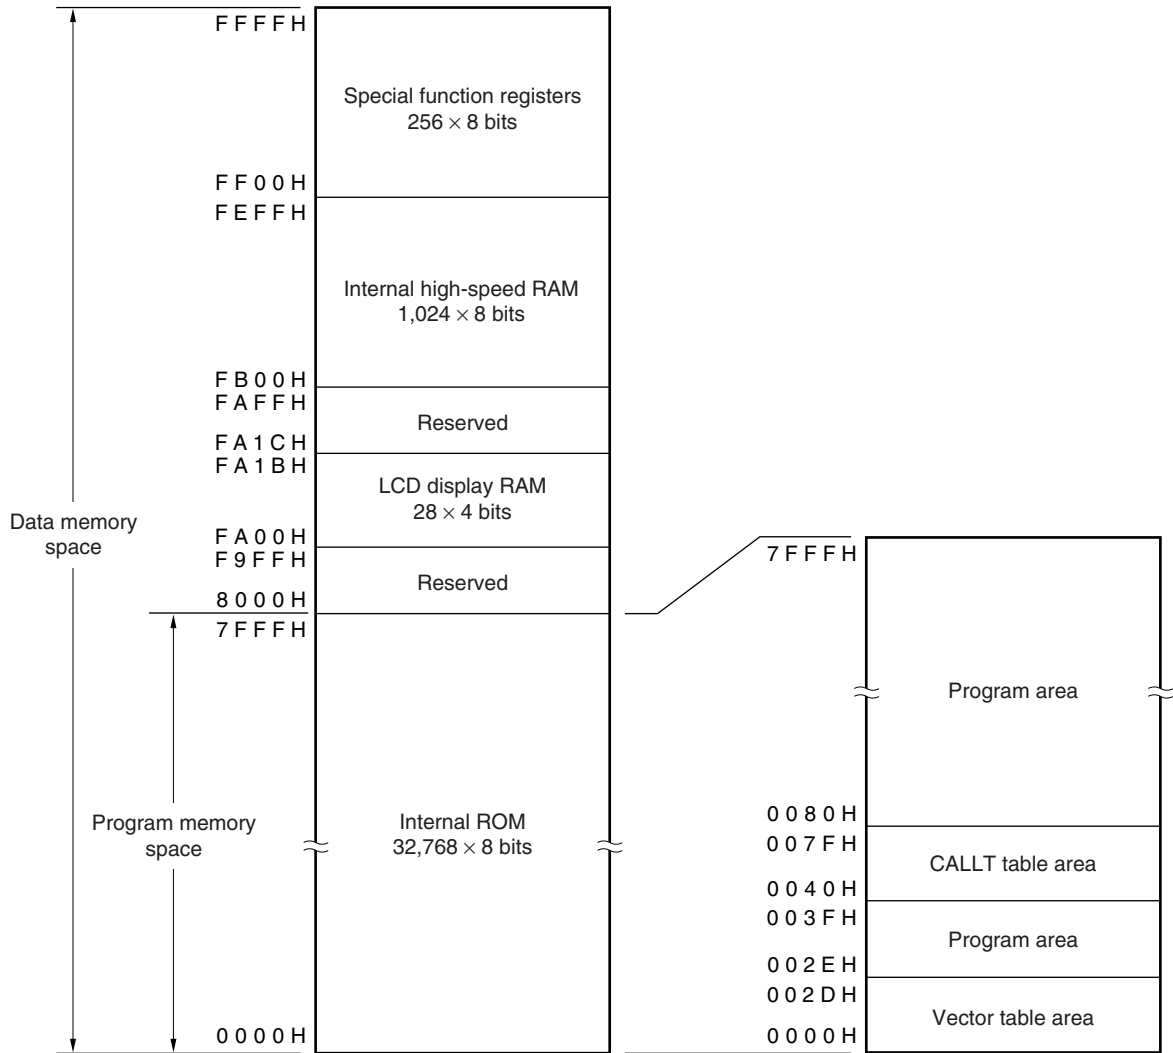 FFFFH
Special function registers
256 × 8 bits
FF00H
FEFFH
Internal high-speed RAM
1,024 × 8 bits
FB00H
FAFFH
Reserved
FA1CH
FA1BH
LCD display RAM
28 × 4 bits
Data memory
space
FA00H
F9FFH
Reserved
8000H
7FFFH
Program memory
space
Internal ROM
32,768 × 8 bits
0000H
7FFFH
Program area
0080H
007FH
CALLT table area
0040H
003FH
Program area
002EH
002DH
Vector table area
0000H